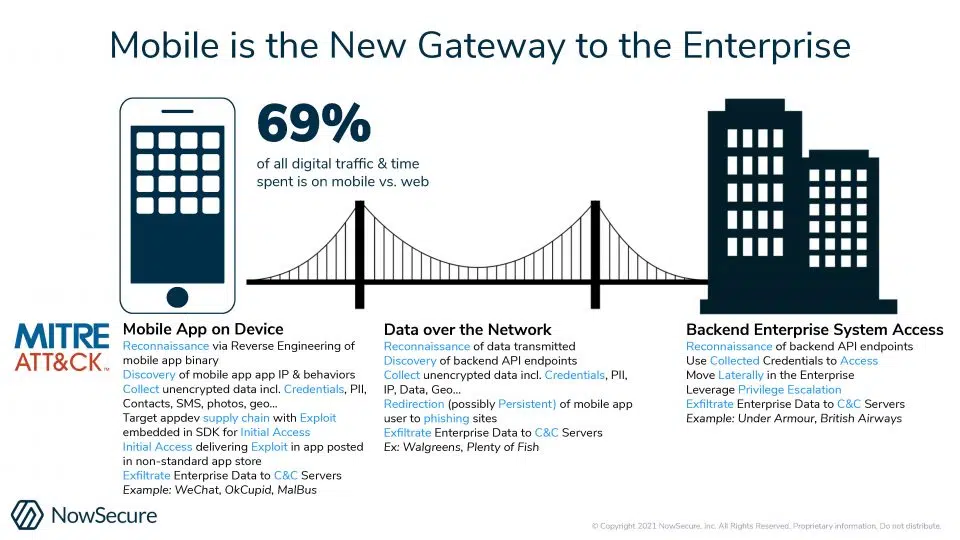 Mobile is the New Gateway to the Enterprise
69%
of all digital traffic & time
spent is on mobile vs. web
MITRE
ATT&CK™
Mobile App on Device
Reconnaissance via Reverse Engineering of
mobile app binary
Discovery of mobile app app IP & behaviors
Collect unencrypted data incl. Credentials, PII,
Contacts, SMS, photos, geo...
Target appdev supply chain with Exploit
embedded in SDK for Initial Access
Initial Access delivering Exploit in app posted
in non-standard app store
Exfiltrate Enterprise Data to C&C Servers
Example: WeChat, OkCupid, MalBus
Data over the Network
Reconnaissance of data transmitted
Discovery of backend API endpoints
Collect unencrypted data incl. Credentials, PII,
IP, Data, Geo...
Redirection (possibly Persistent) of mobile app
user to phishing sites
Exfiltrate Enterprise Data to C&C Servers
Ex: Walgreens, Plenty of Fish
Backend Enterprise System Access
Reconnaissance of backend API endpoints
Use Collected Credentials to Access
Move Laterally in the Enterprise
Leverage Privilege Escalation
Exfiltrate Enterprise Data to C&C Servers
Example: Under Armour, British Airways
NowSecure
© Copyright 2021 NowSecure, Inc. All Rights Reserved. Proprietary information. Do not distribute.